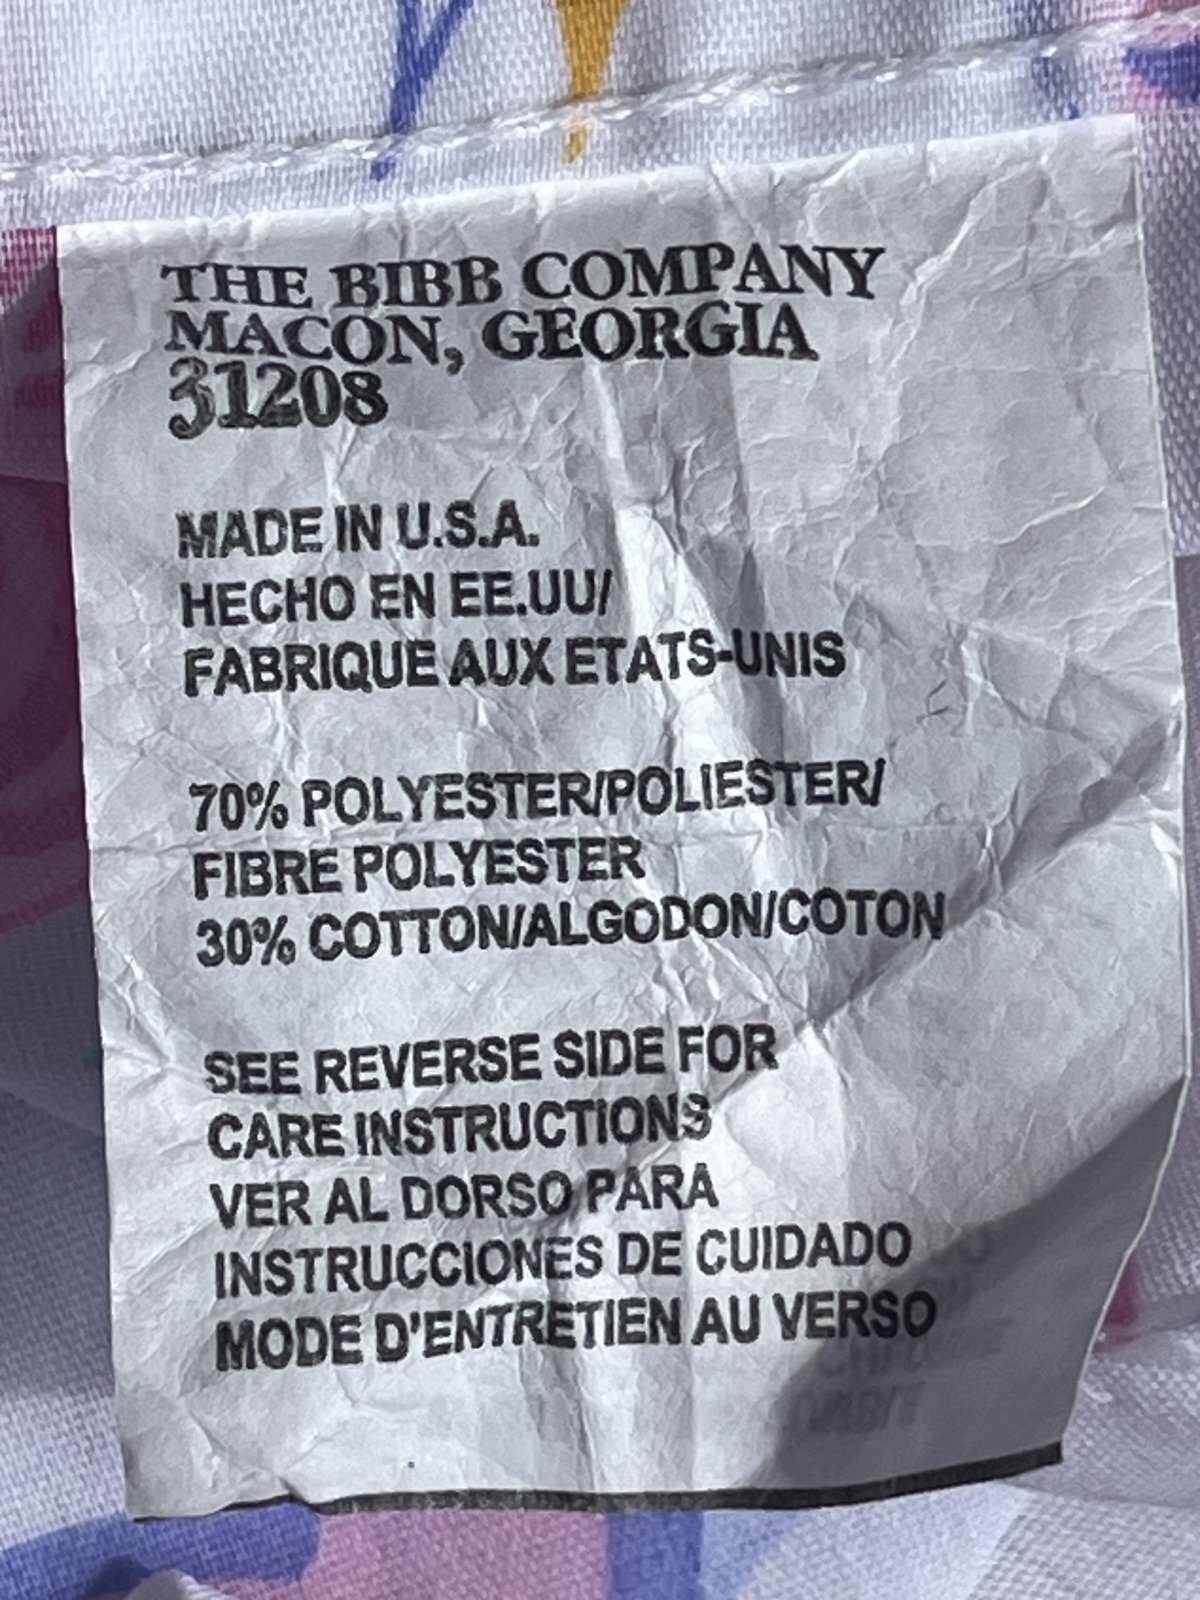 THE BIBB COMPANY
MACON, GEORGIA
31208
MADE IN U.S.A.
HECHO EN EE.UU/
FABRIQUE AUX ETATS-UNIS
70% POLYESTER/POLIESTER/
FIBRE POLYESTER
30% COTTON/ALGODON/COTON
SEE REVERSE SIDE FOR
CARE INSTRUCTIONS
VER AL DORSO PARA
INSTRUCCIONES DE CUIDADO
MODE D'ENTRETIEN AU VERSO